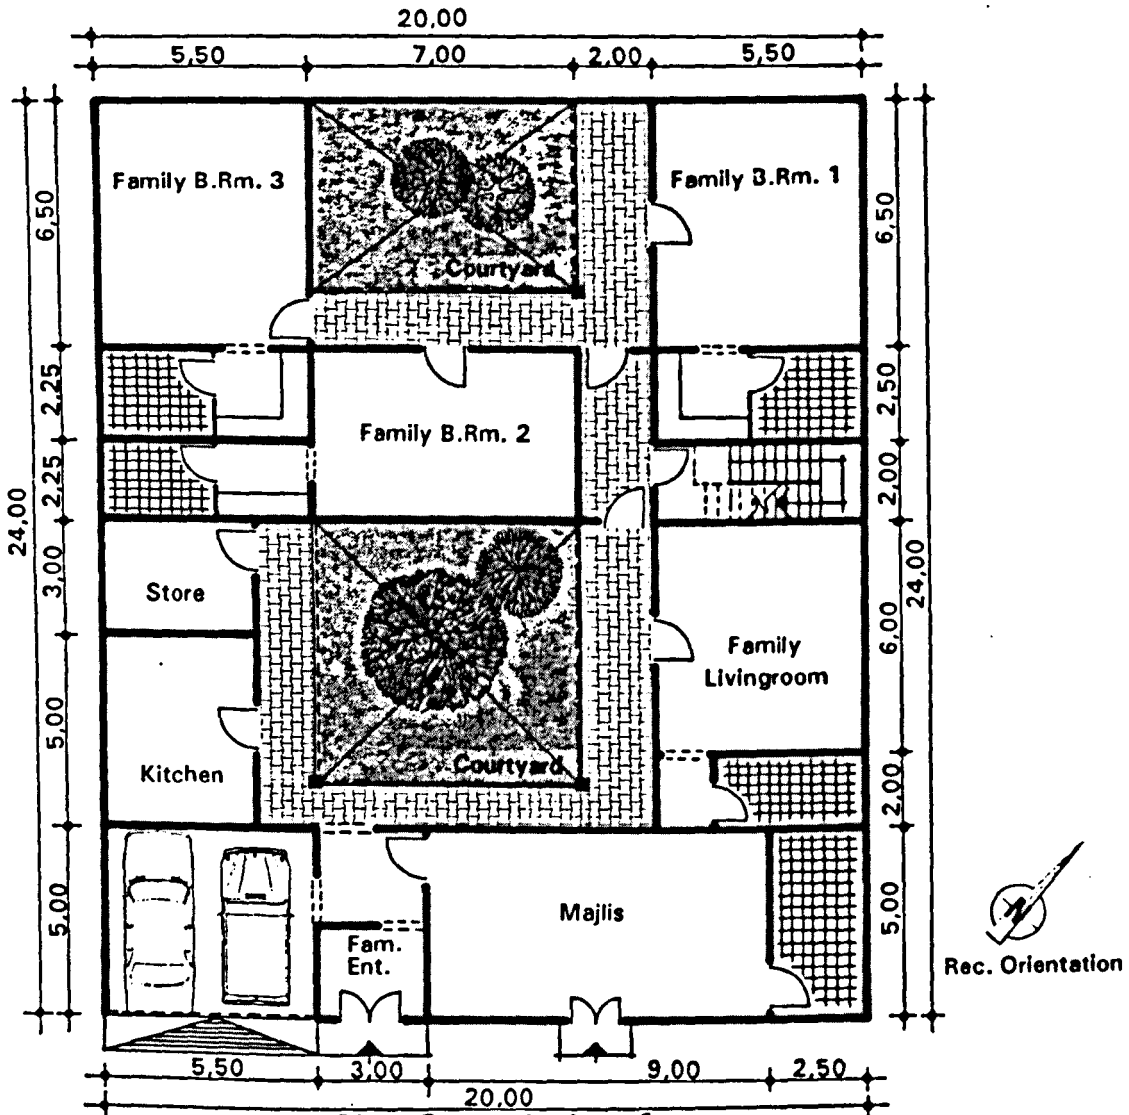 20,00
5,50 7,00 2,00 5,50
Family B.Rm. 3
Family B.Rm. 1
6,50
6,50
Courtyard
2,25
2,50
Family B.Rm. 2
2,25
2,00
24,00
24,00
3,00
Store
6,00
Family
Livingroom
5,00
Kitchen
Courtyard
2,00
5,00
Majlis
5,00
Fam.
Ent.
N
Rec. Orientation
5,50 3,00 9,00 2,50
20,00